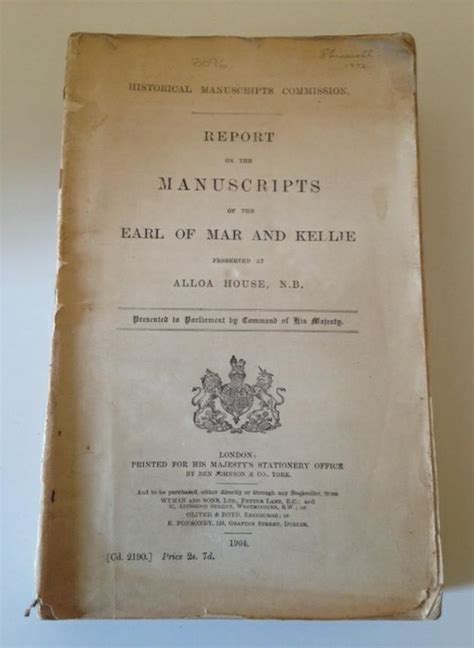 3096
1972
HISTORICAL MANUSCRIPTS COMMISSION.
REPORT
ON THE
MANUSCRIPTS
OF THE
EARL OF MAR AND KELLIE
PRESERVED AT
ALLOA HOUSE, N.B.
Presented to Parliament by Command of His Majesty.
LONDON:
PRINTED FOR HIS MAJESTY'S STATIONERY OFFICE
BY BEN JOHNSON & CO., YORK.
And to be purchased, either directly or through any Bookseller, from
WYMAN AND SONS, LTD., FETTER LANE, E.C.; and
32, ABINGDON STREET, WESTMINSTER, S.W.; or
OLIVER & BOYD, EDINBURGH; or
E. PONSONBY, 116, GRAFTON STREET, DUBLIN.
1904.
[Cd. 2190.] Price 2s. 7d.